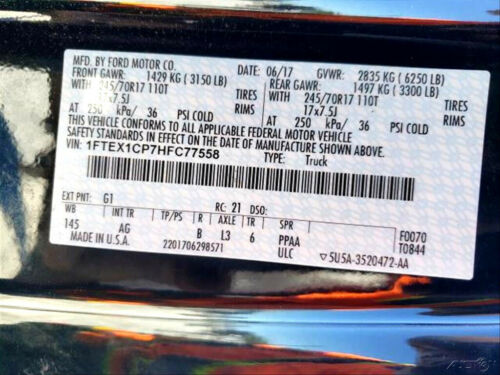 MFD. BY FORD MOTOR CO.
06/17 GVWR: 2835 KG ( 6250 LB)
FRONT GAWR: 1429 KG ( 3150 LB) REAR GAWR: 1497 KG ( 3300 LB)
WITH 245/70R17 110T TIRES WITH 245/70R17 110T TIRES
17x7.5J RIMS 17x7.5J RIMS
AT 250 kPa/ 36 PSI COLD AT 250 kPa/ 36 PSI COLD
THIS VEHICLE CONFORMS TO ALL APPLICABLE FEDERAL MOTOR VEHICLE
SAFETY STANDARDS IN EFFECT ON THE DATE OF MANUFACTURE SHOWN ABOVE
VIN: 1FTEX1CP7HFC77558 TYPE: Truck
EXT PNT: G1 RC: 21 DSO:
WB INT TR TP/PS R AXLE TR SPR F0070
145 AG B L3 6 PPAA T0844
MADE IN U.S.A. 2201706298571 ULC 5U5A-3520472-AA